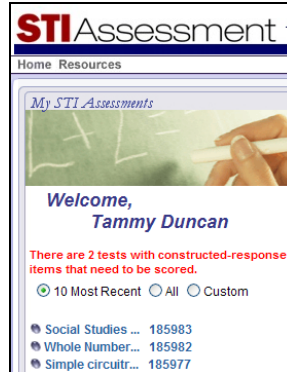 STIAssessment
Home Resources
My STI Assessments
Welcome,
Tammy Duncan
There are 2 tests with constructed-response
items that need to be scored.
10 Most Recent All Custom
Social Studies ... 185983
Whole Number... 185982
Simple circuitr... 185977